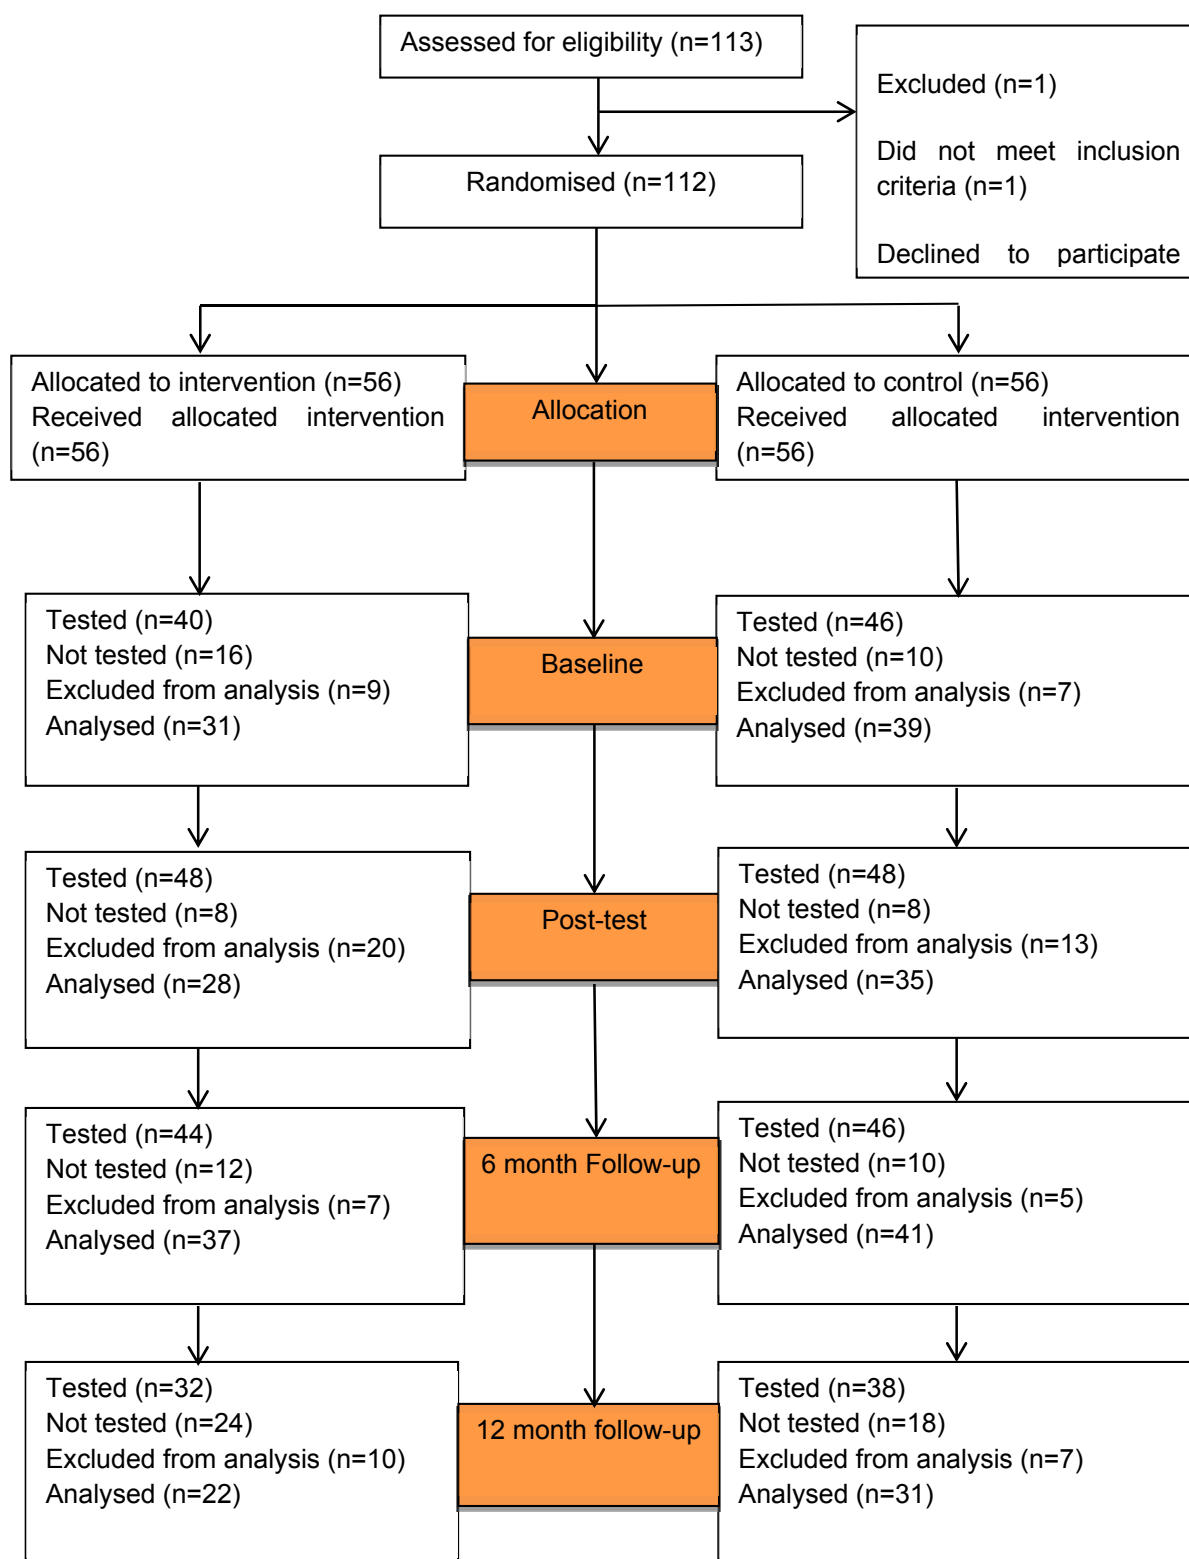 Assessed for eligibility (n=113)
Excluded (n=1)
Did not meet inclusion
criteria (n=1)
Declined to participate
Randomised (n=112)
Allocated to intervention (n=56)
Received allocated intervention
(n=56)
Allocation
Allocated to control (n=56)
Received allocated intervention
(n=56)
Tested (n=40)
Not tested (n=16)
Excluded from analysis (n=9)
Analysed (n=31)
Baseline
Tested (n=46)
Not tested (n=10)
Excluded from analysis (n=7)
Analysed (n=39)
Tested (n=48)
Not tested (n=8)
Excluded from analysis (n=20)
Analysed (n=28)
Post-test
Tested (n=48)
Not tested (n=8)
Excluded from analysis (n=13)
Analysed (n=35)
Tested (n=44)
Not tested (n=12)
Excluded from analysis (n=7)
Analysed (n=37)
6 month Follow-up
Tested (n=46)
Not tested (n=10)
Excluded from analysis (n=5)
Analysed (n=41)
Tested (n=32)
Not tested (n=24)
Excluded from analysis (n=10)
Analysed (n=22)
12 month follow-up
Tested (n=38)
Not tested (n=18)
Excluded from analysis (n=7)
Analysed (n=31)